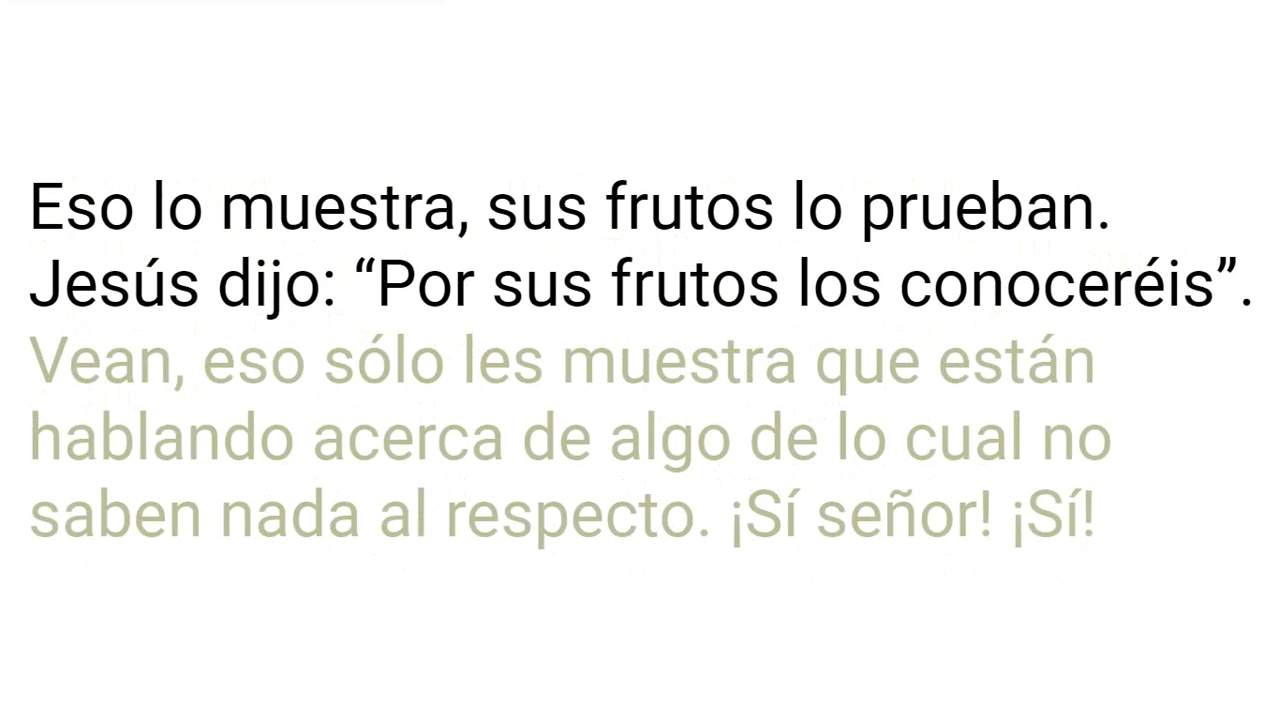 Eso lo muestra, sus frutos lo prueban.
Jesús dijo: “Por sus frutos los conoceréis”.
Vean, eso sólo les muestra que están
hablando acerca de algo de lo cual no
saben nada al respecto. ¡Sí señor! ¡Sí!